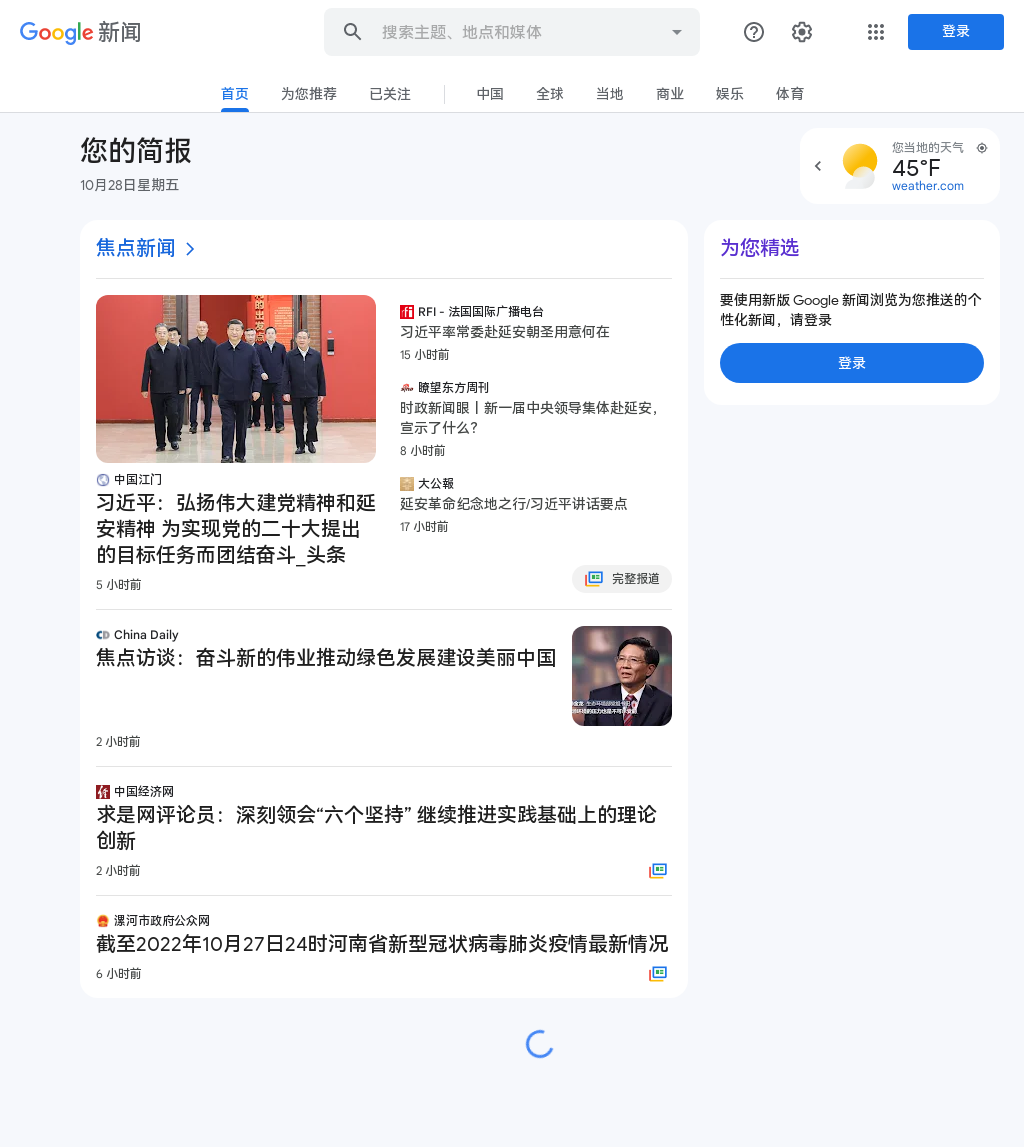 Google 新闻
搜索主题、地点和媒体
登录
首页
为您推荐
已关注
中国
全球
当地
商业
娱乐
体育
您的简报
10月28日星期五
您当地的天气
45°F
weather.com
焦点新闻
中国江门
习近平：弘扬伟大建党精神和延
安精神 为实现党的二十大提出
的目标任务而团结奋斗_头条
5 小时前
RFI - 法国国际广播电台
习近平率常委赴延安朝圣用意何在
15 小时前
瞭望东方周刊
时政新闻眼丨新一届中央领导集体赴延安，
宣示了什么？
8 小时前
大公報
延安革命纪念地之行/习近平讲话要点
17 小时前
完整报道
China Daily
焦点访谈：奋斗新的伟业推动绿色发展建设美丽中国
2 小时前
中国经济网
求是网评论员：深刻领会“六个坚持” 继续推进实践基础上的理论
创新
2 小时前
漯河市政府公众网
截至2022年10月27日24时河南省新型冠状病毒肺炎疫情最新情况
6 小时前
为您精选
要使用新版 Google 新闻浏览为您推送的个
性化新闻，请登录
登录